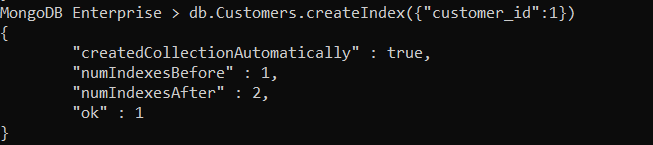 MongoDB Enterprise > db.Customers.createIndex({"customer_id":1})
{
        "createdCollectionAutomatically" : true,
        "numIndexesBefore" : 1,
        "numIndexesAfter" : 2,
        "ok" : 1
}